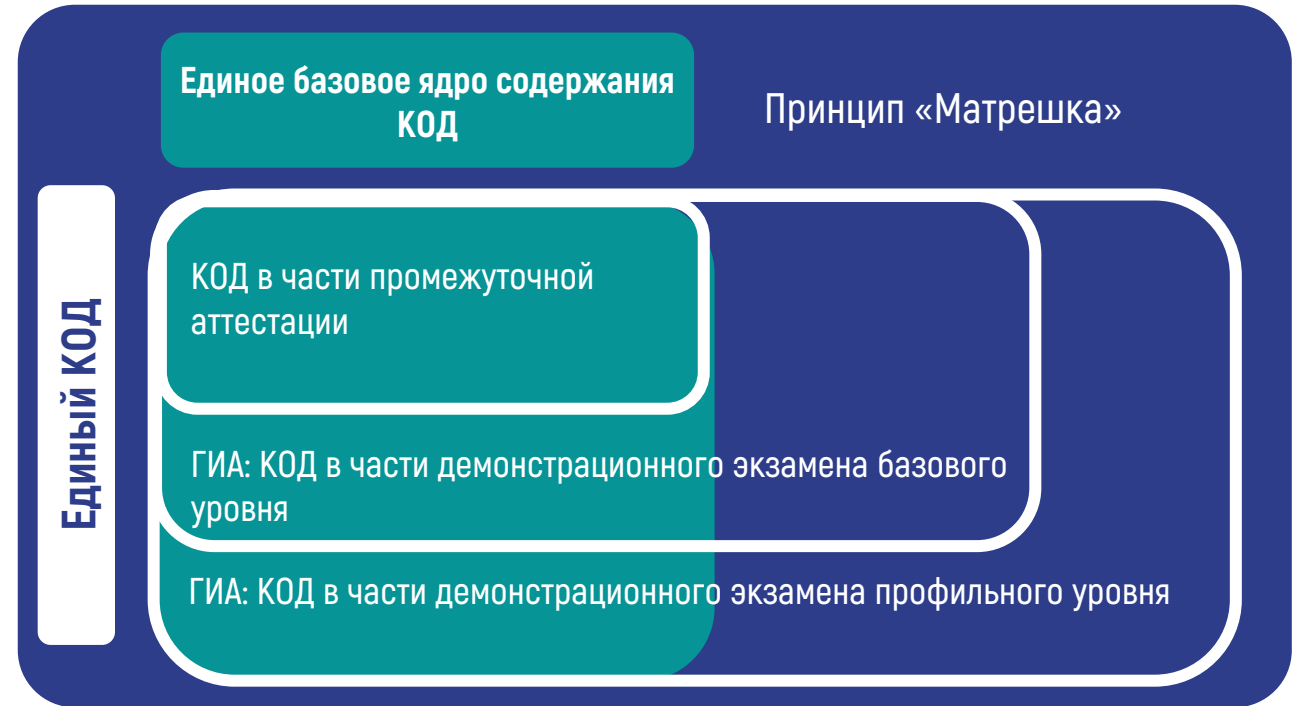 Единое базовое ядро содержания
КОД
Принцип «Матрешка»
Единый КОД
КОД в части промежуточной
аттестации
ГИА: КОД в части демонстрационного экзамена базового
уровня
ГИА: КОД в части демонстрационного экзамена профильного уровня